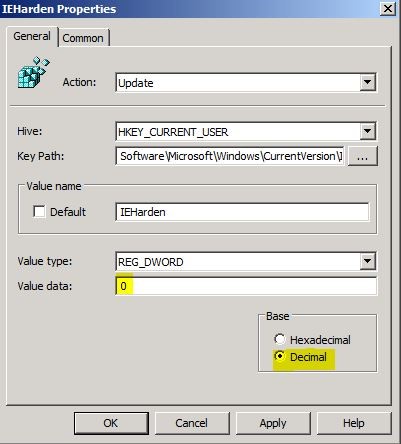 IEHarden Properties
General Common
Action: Update
Hive: HKEY_CURRENT_USER
Key Path: Software\Microsoft\Windows\CurrentVersion\ ...
Value name
Default IEHarden
Value type: REG_DWORD
Value data: 0
Base
Hexadecimal
Decimal
OK Cancel Apply Help